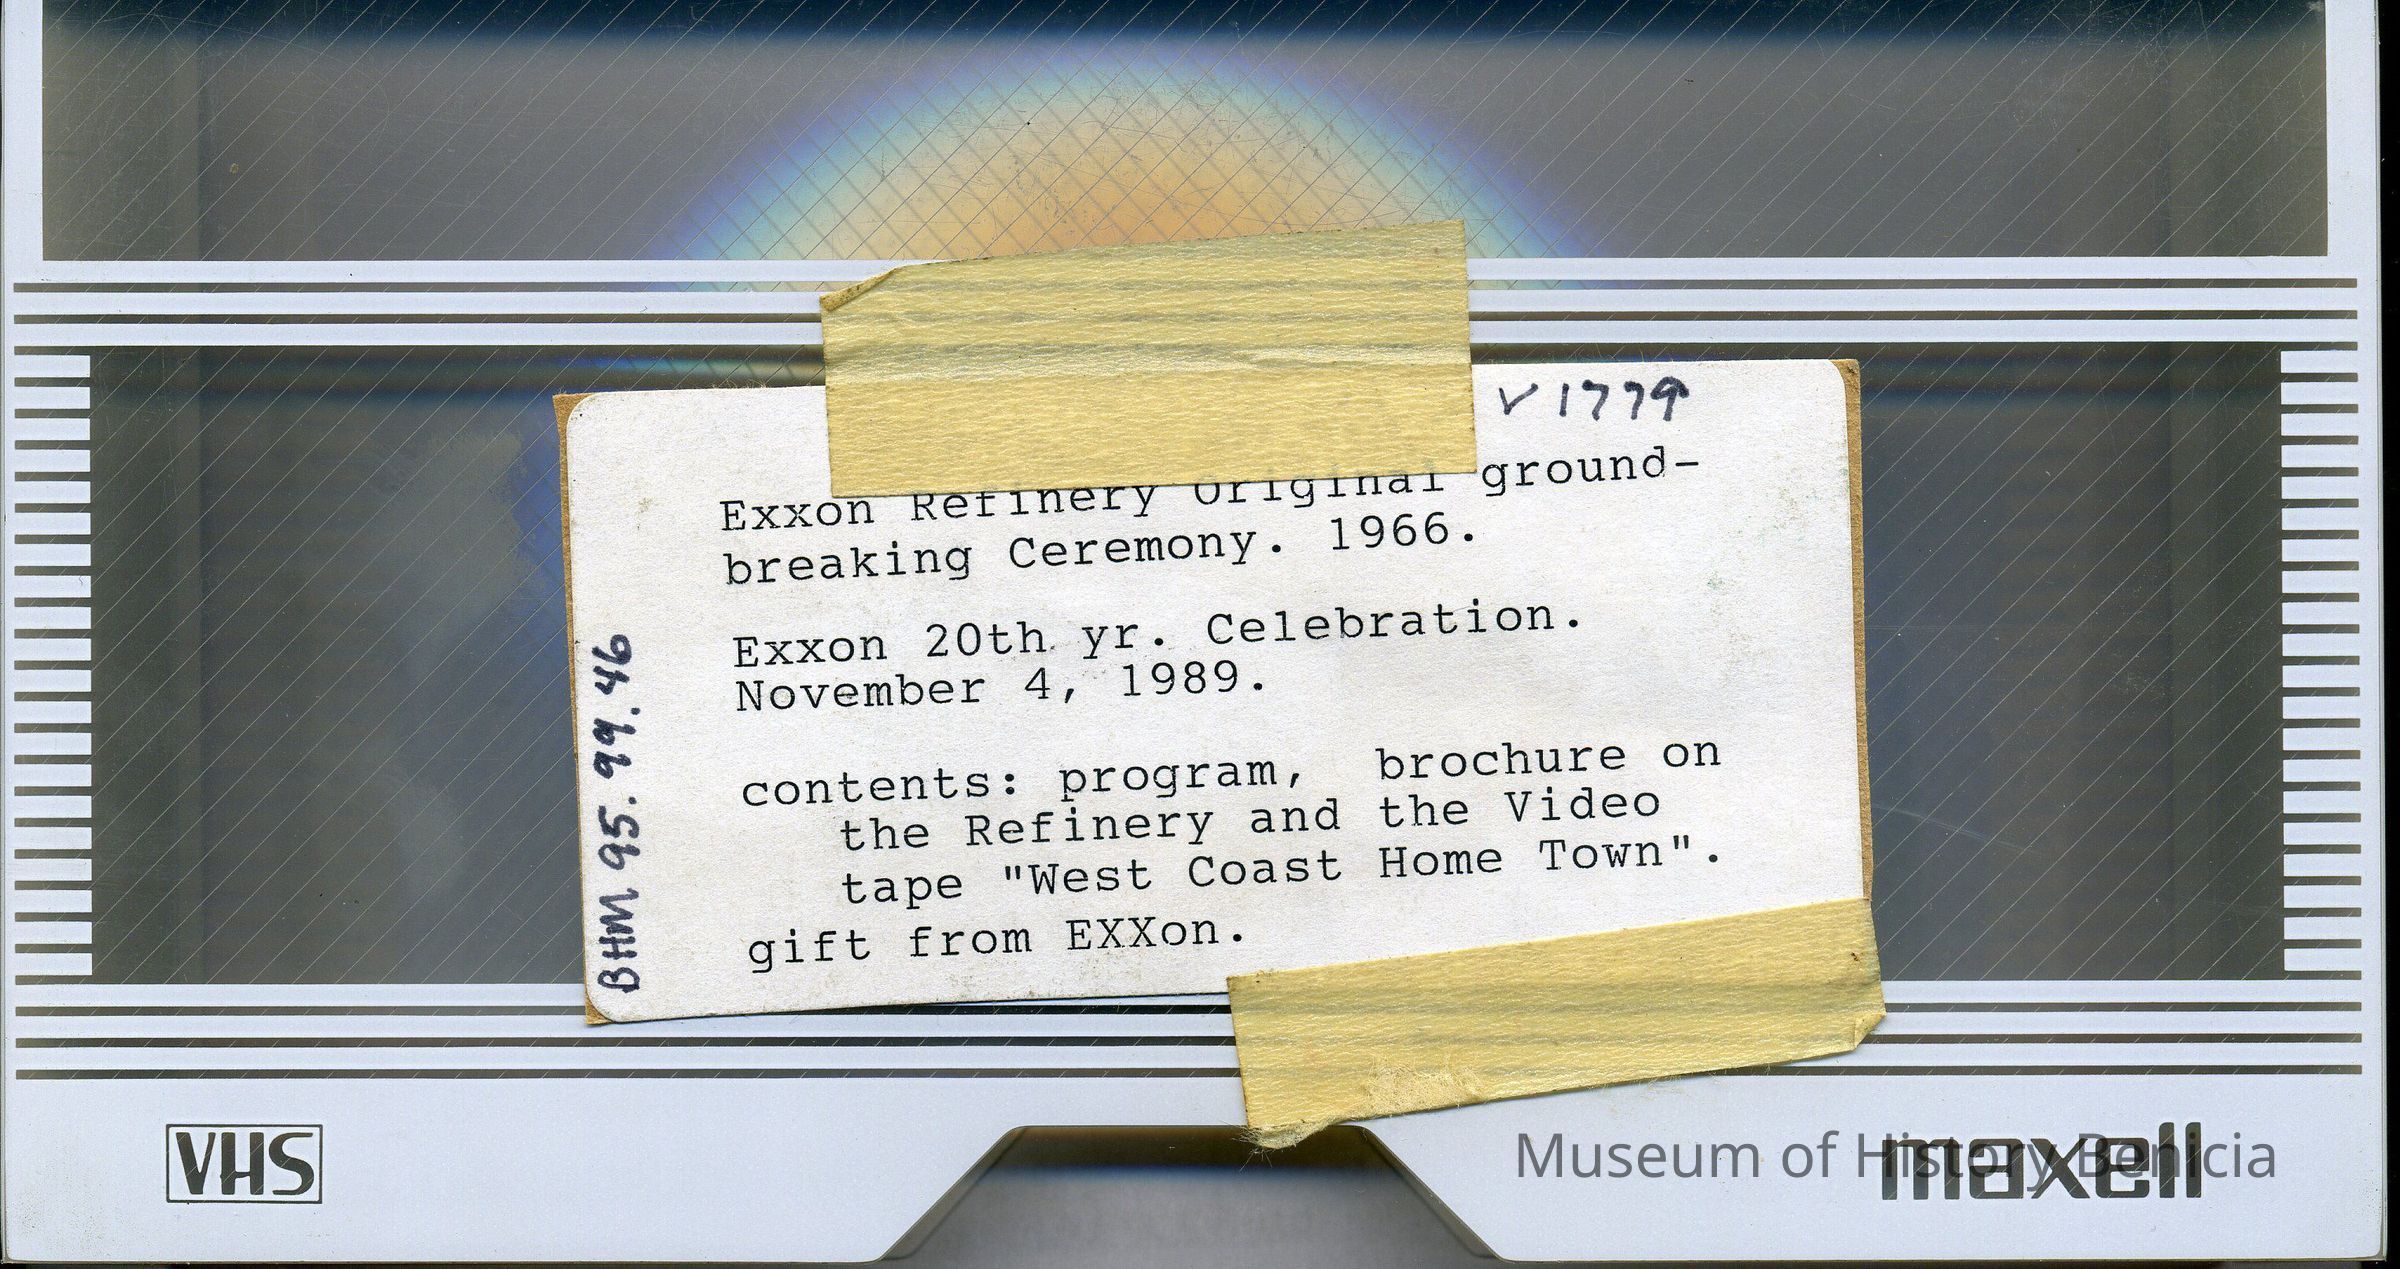 ✓ 1779
Exxon Refinery Original ground-
breaking Ceremony. 1966.
Exxon 20th yr. Celebration.
November 4, 1989.
contents: program, brochure on
the Refinery and the Video
tape "West Coast Home Town".
gift from EXXon.
BHM 95.99.46
VHS
maxell
Museum of History Benicia